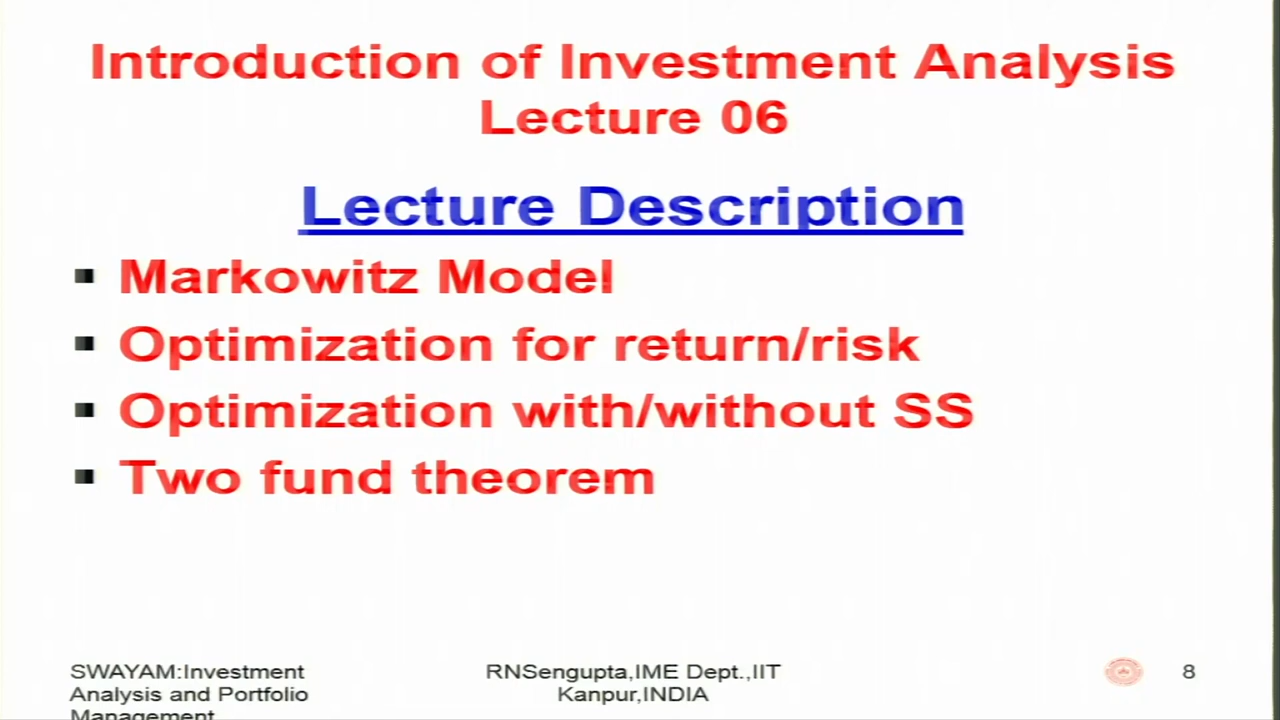 Introduction of Investment Analysis
Lecture 06
Lecture Description
Markowitz Model
Optimization for return/risk
Optimization with/without SS
Two fund theorem
SWAYAM:Investment
Analysis and Portfolio
Management
RNSengupta,IME Dept.,IIT
Kanpur,INDIA
8